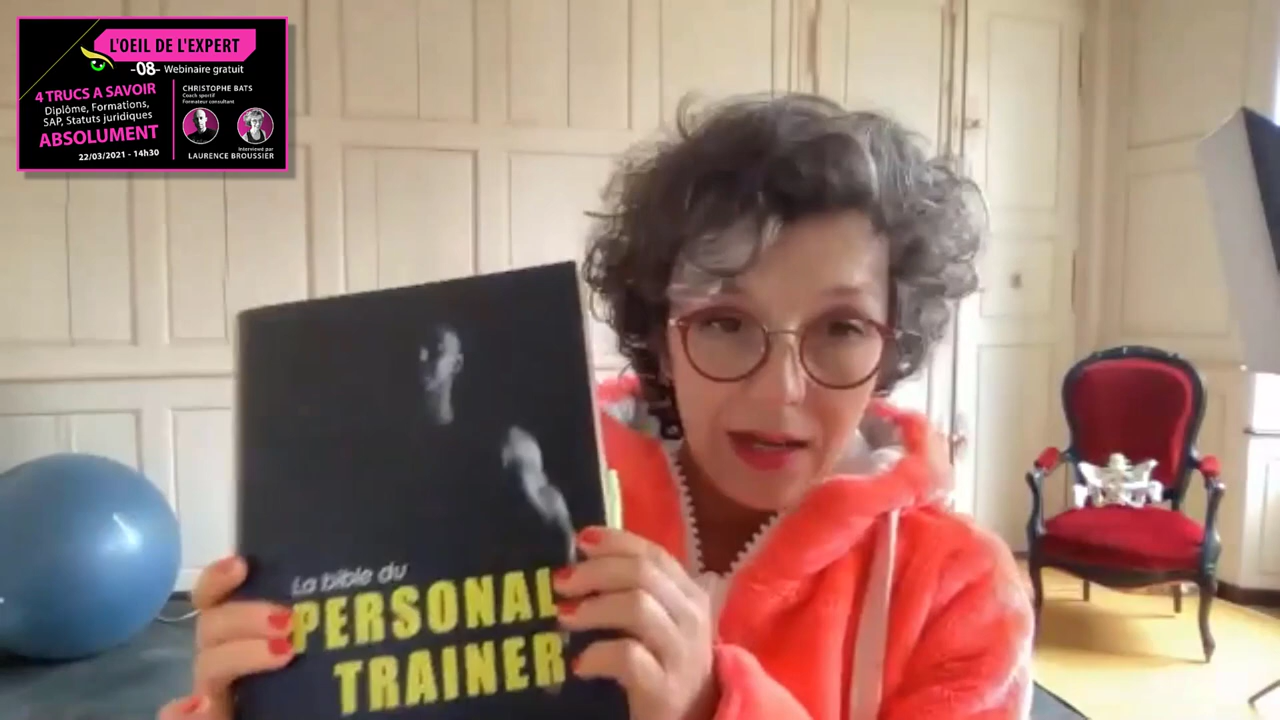 L'OEIL DE L'EXPERT
-08- Webinaire gratuit
4 TRUCS A SAVOIR
Diplôme, Formations,
SAP, Statuts juridiques
ABSOLUMENT
22/03/2021 - 14h30
CHRISTOPHE BATS
Coach sportif
Formateur consultant
Interviewé par
LAURENCE BROUSSIER
La bible du
PERSONAL
TRAINER